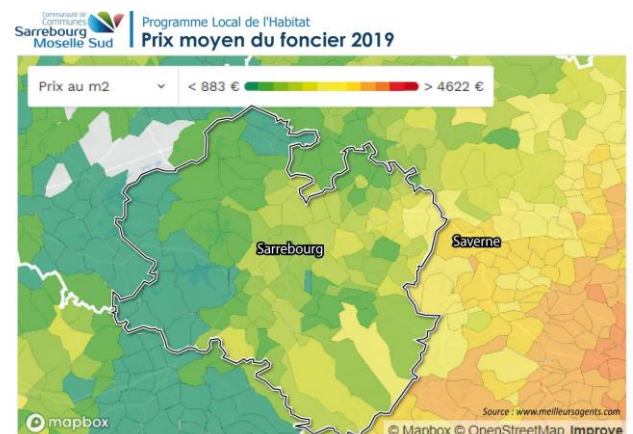 Communauté de
Communes
Sarrebourg
Moselle Sud
Programme Local de l'Habitat
Prix moyen du foncier 2019
Prix au m2
< 883 €
> 4622 €
Sarrebourg
Saverne
Source : www.meilleursagents.com
mapbox
© Mapbox © OpenStreetMap Improve